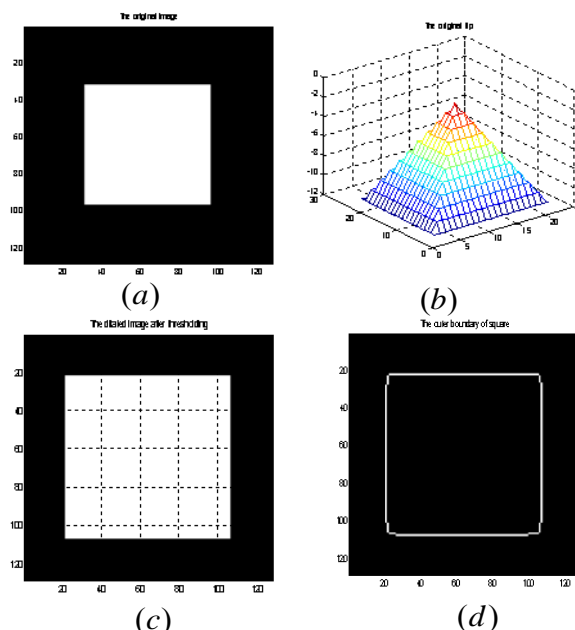 The original image
20
40
60
80
100
120
20 40 60 80 100 120
(a)
The original tip
0
-2
-4
-6
-8
-10
-12
30
20
10
0
0 5 10 15 20
(b)
The dilated image after thresholding
20
40
60
80
100
120
20 40 60 80 100 120
(c)
The outer boundary of square
20
40
60
80
100
120
20 40 60 80 100 120
(d)